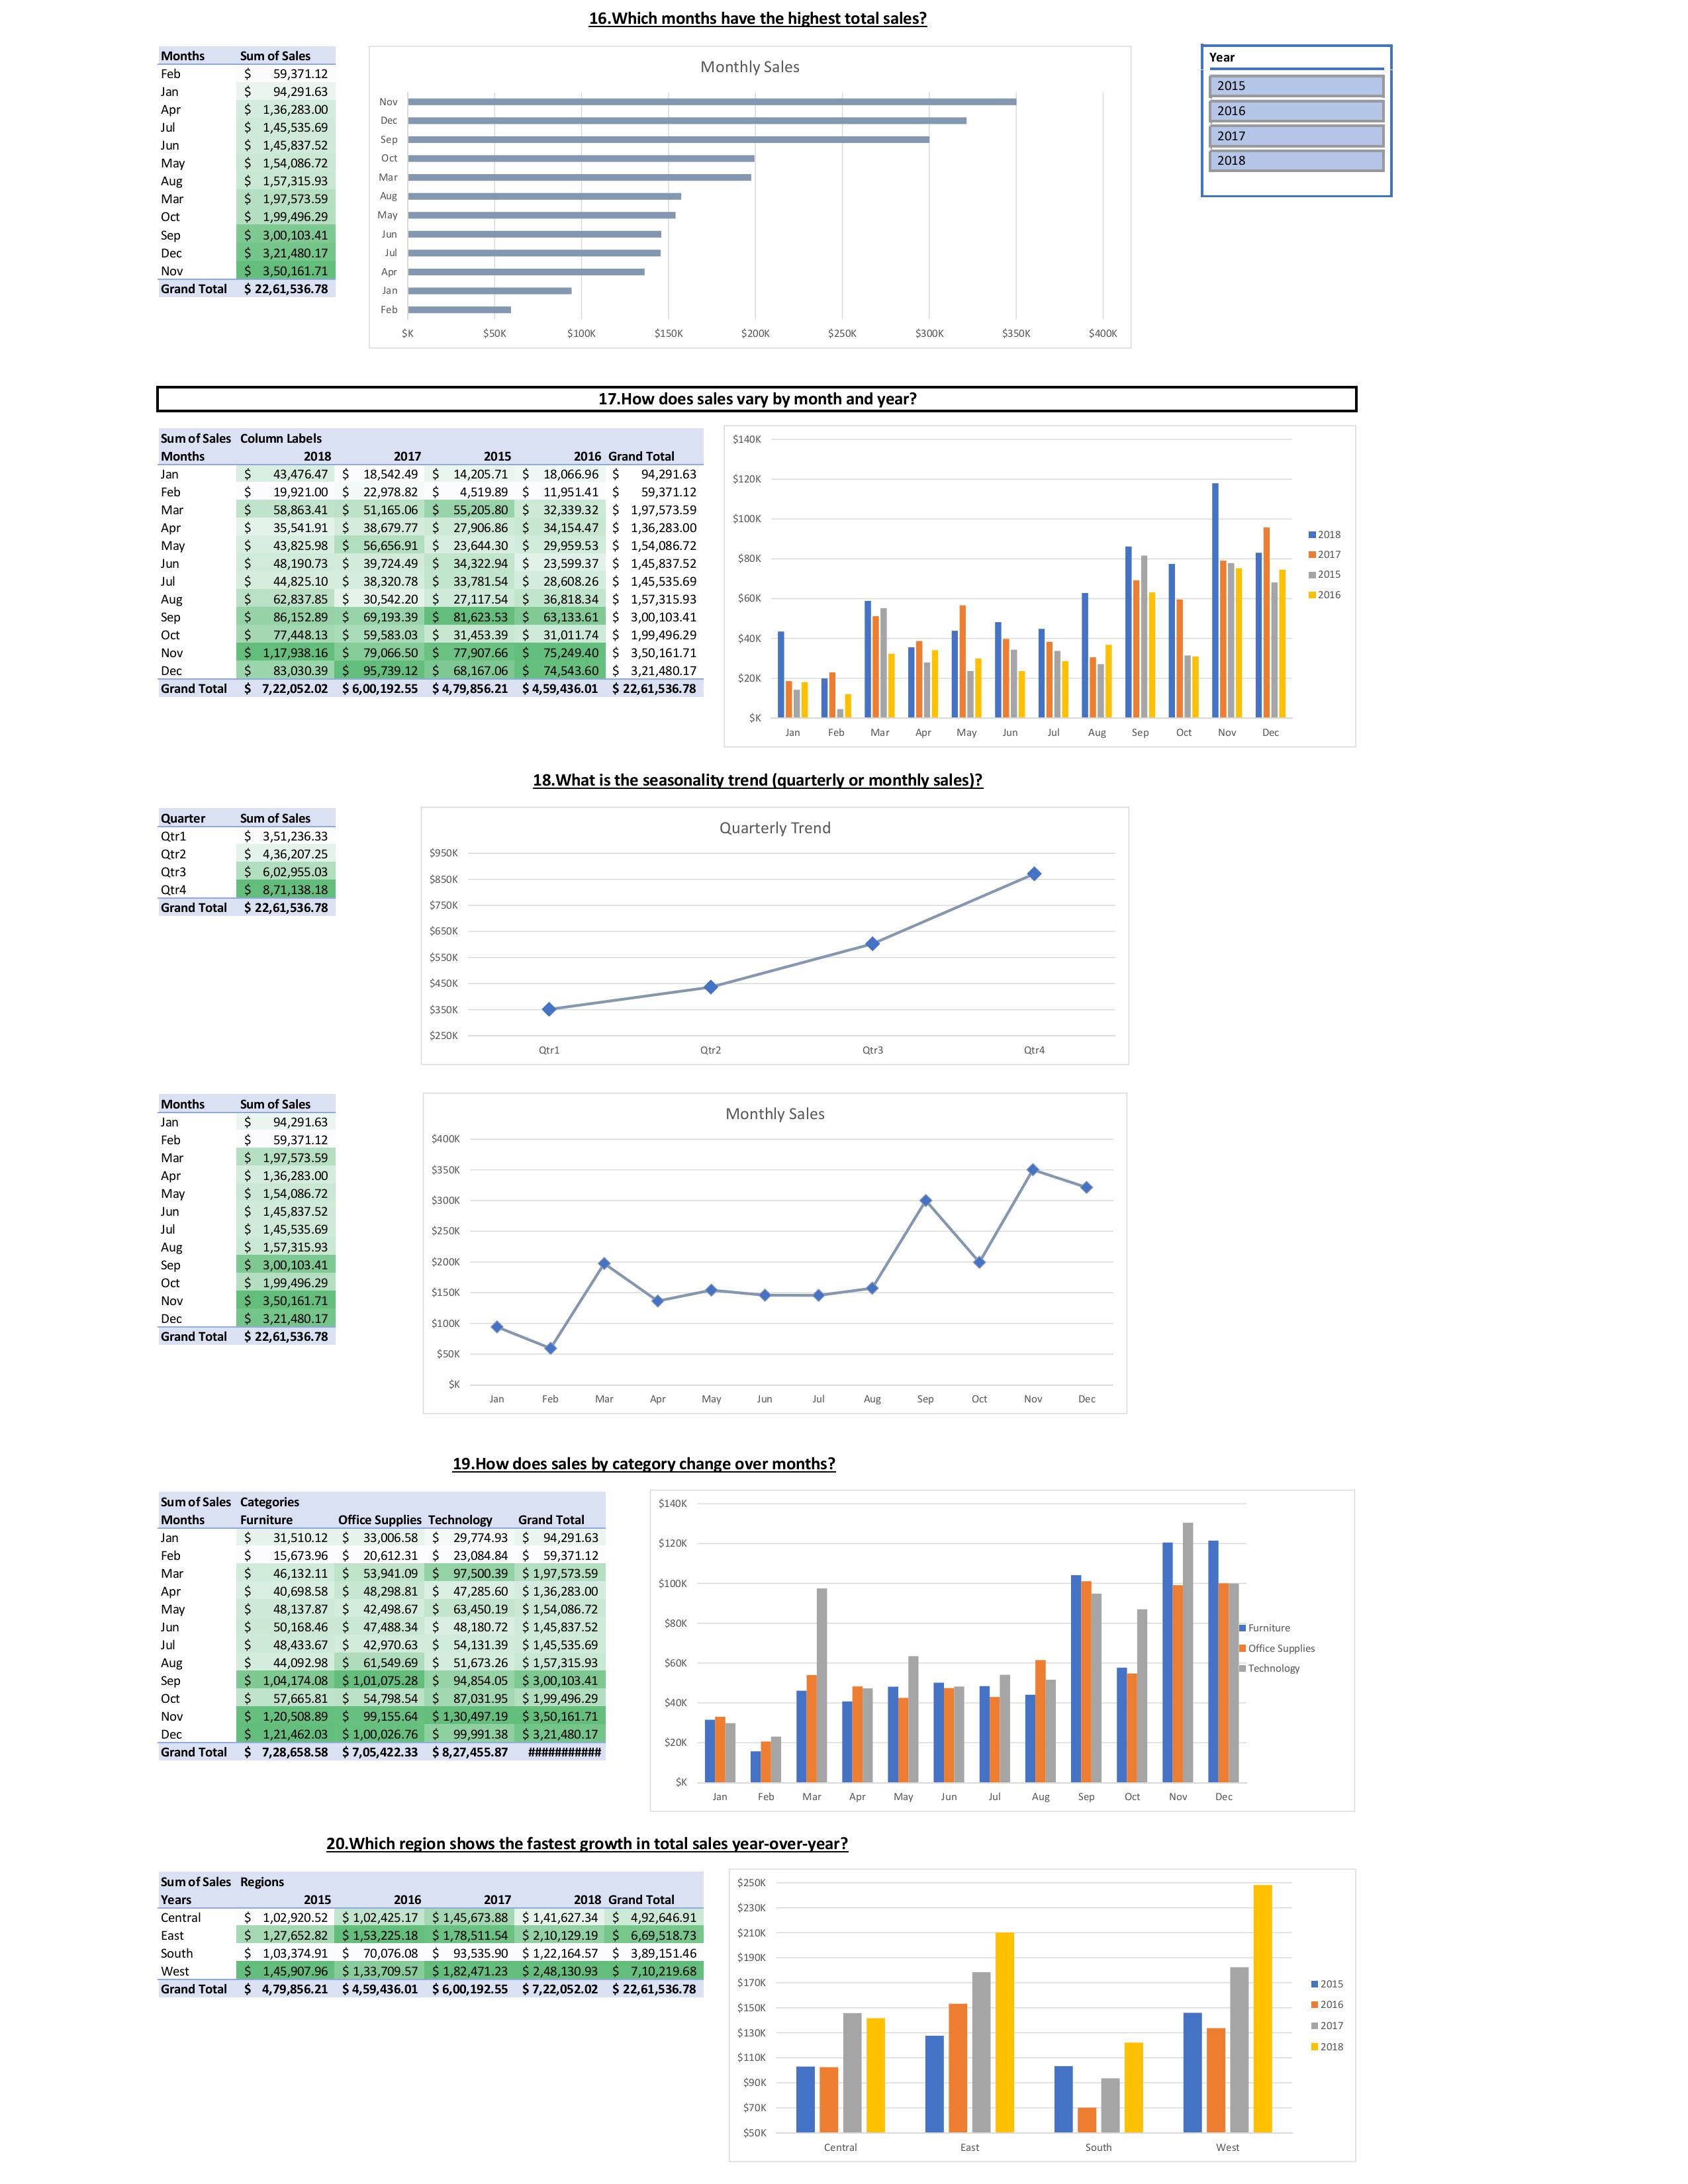 16.Which months have the highest total sales?
Months Sum of Sales
Feb $ 59,371.12
Jan $ 94,291.63
Apr $ 1,36,283.00
Jul $ 1,45,535.69
Jun $ 1,45,837.52
May $ 1,54,086.72
Aug $ 1,57,315.93
Mar $ 1,97,573.59
Oct $ 1,99,496.29
Sep $ 3,00,103.41
Dec $ 3,21,480.17
Nov $ 3,50,161.71
Grand Total $ 22,61,536.78
Monthly Sales
Nov
Dec
Sep
Oct
Mar
Aug
May
Jun
Jul
Apr
Jan
Feb
$K $50K $100K $150K $200K $250K $300K $350K $400K
Year
2015
2016
2017
2018
17.How does sales vary by month and year?
Sum of Sales Column Labels
Months 2018 2017 2015 2016 Grand Total
Jan $ 43,476.47 $ 18,542.49 $ 14,205.71 $ 18,066.96 $ 94,291.63
Feb $ 19,921.00 $ 22,978.82 $ 4,519.89 $ 11,951.41 $ 59,371.12
Mar $ 58,863.41 $ 51,165.06 $ 55,205.80 $ 32,339.32 $ 1,97,573.59
Apr $ 35,541.91 $ 38,679.77 $ 27,906.86 $ 34,154.47 $ 1,36,283.00
May $ 43,825.98 $ 56,656.91 $ 23,644.30 $ 29,959.53 $ 1,54,086.72
Jun $ 48,190.73 $ 39,724.49 $ 34,322.94 $ 23,599.37 $ 1,45,837.52
Jul $ 44,825.10 $ 38,320.78 $ 33,781.54 $ 28,608.26 $ 1,45,535.69
Aug $ 62,837.85 $ 30,542.20 $ 27,117.54 $ 36,818.34 $ 1,57,315.93
Sep $ 86,152.89 $ 69,193.39 $ 81,623.53 $ 63,133.61 $ 3,00,103.41
Oct $ 77,448.13 $ 59,583.03 $ 31,453.39 $ 31,011.74 $ 1,99,496.29
Nov $ 1,17,938.16 $ 79,066.50 $ 77,907.66 $ 75,249.40 $ 3,50,161.71
Dec $ 83,030.39 $ 95,739.12 $ 68,167.06 $ 74,543.60 $ 3,21,480.17
Grand Total $ 7,22,052.02 $ 6,00,192.55 $ 4,79,856.21 $ 4,59,436.01 $ 22,61,536.78
$140K
$120K
$100K
$80K
$60K
$40K
$20K
$K
Jan Feb Mar Apr May Jun Jul Aug Sep Oct Nov Dec
2018
2017
2015
2016
18.What is the seasonality trend (quarterly or monthly sales)?
Quarter Sum of Sales
Qtr1 $ 3,51,236.33
Qtr2 $ 4,36,207.25
Qtr3 $ 6,02,955.03
Qtr4 $ 8,71,138.18
Grand Total $ 22,61,536.78
Quarterly Trend
$950K
$850K
$750K
$650K
$550K
$450K
$350K
$250K
Qtr1 Qtr2 Qtr3 Qtr4
Months Sum of Sales
Jan $ 94,291.63
Feb $ 59,371.12
Mar $ 1,97,573.59
Apr $ 1,36,283.00
May $ 1,54,086.72
Jun $ 1,45,837.52
Jul $ 1,45,535.69
Aug $ 1,57,315.93
Sep $ 3,00,103.41
Oct $ 1,99,496.29
Nov $ 3,50,161.71
Dec $ 3,21,480.17
Grand Total $ 22,61,536.78
Monthly Sales
$400K
$350K
$300K
$250K
$200K
$150K
$100K
$50K
$K
Jan Feb Mar Apr May Jun Jul Aug Sep Oct Nov Dec
19.How does sales by category change over months?
Sum of Sales Categories
Months Furniture Office Supplies Technology Grand Total
Jan $ 31,510.12 $ 33,006.58 $ 29,774.93 $ 94,291.63
Feb $ 15,673.96 $ 20,612.31 $ 23,084.84 $ 59,371.12
Mar $ 46,132.11 $ 53,941.09 $ 97,500.39 $ 1,97,573.59
Apr $ 40,698.58 $ 48,298.81 $ 47,285.60 $ 1,36,283.00
May $ 48,137.87 $ 42,498.67 $ 63,450.19 $ 1,54,086.72
Jun $ 50,168.46 $ 47,488.34 $ 48,180.72 $ 1,45,837.52
Jul $ 48,433.67 $ 42,970.63 $ 54,131.39 $ 1,45,535.69
Aug $ 44,092.98 $ 61,549.69 $ 51,673.26 $ 1,57,315.93
Sep $ 1,04,174.08 $ 1,01,075.28 $ 94,854.05 $ 3,00,103.41
Oct $ 57,665.81 $ 54,798.54 $ 87,031.95 $ 1,99,496.29
Nov $ 1,20,508.89 $ 99,155.64 $ 1,30,497.19 $ 3,50,161.71
Dec $ 1,21,462.03 $ 1,00,026.76 $ 99,991.38 $ 3,21,480.17
Grand Total $ 7,28,658.58 $ 7,05,422.33 $ 8,27,455.87 ###########
$140K
$120K
$100K
$80K
$60K
$40K
$20K
$K
Jan Feb Mar Apr May Jun Jul Aug Sep Oct Nov Dec
Furniture
Office Supplies
Technology
20.Which region shows the fastest growth in total sales year-over-year?
Sum of Sales Regions
Years 2015 2016 2017 2018 Grand Total
Central $ 1,02,920.52 $ 1,02,425.17 $ 1,45,673.88 $ 1,41,627.34 $ 4,92,646.91
East $ 1,27,652.82 $ 1,53,225.18 $ 1,78,511.54 $ 2,10,129.19 $ 6,69,518.73
South $ 1,03,374.91 $ 70,076.08 $ 93,535.90 $ 1,22,164.57 $ 3,89,151.46
West $ 1,45,907.96 $ 1,33,709.57 $ 1,82,471.23 $ 2,48,130.93 $ 7,10,219.68
Grand Total $ 4,79,856.21 $ 4,59,436.01 $ 6,00,192.55 $ 7,22,052.02 $ 22,61,536.78
$250K
$230K
$210K
$190K
$170K
$150K
$130K
$110K
$90K
$70K
$50K
Central East South West
2015
2016
2017
2018